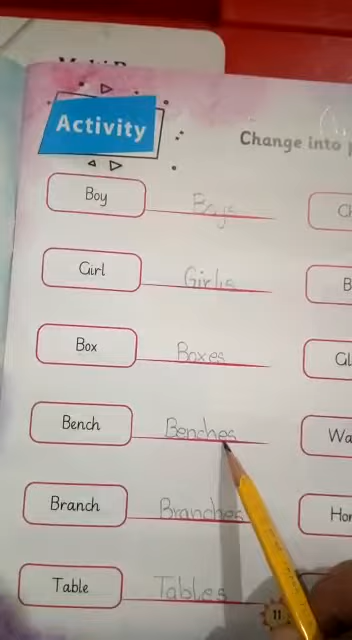 Activity
Change into
Boy Boys
Girl Girls
Box Boxes
Bench Benches
Branch Branches
Table Tables
11